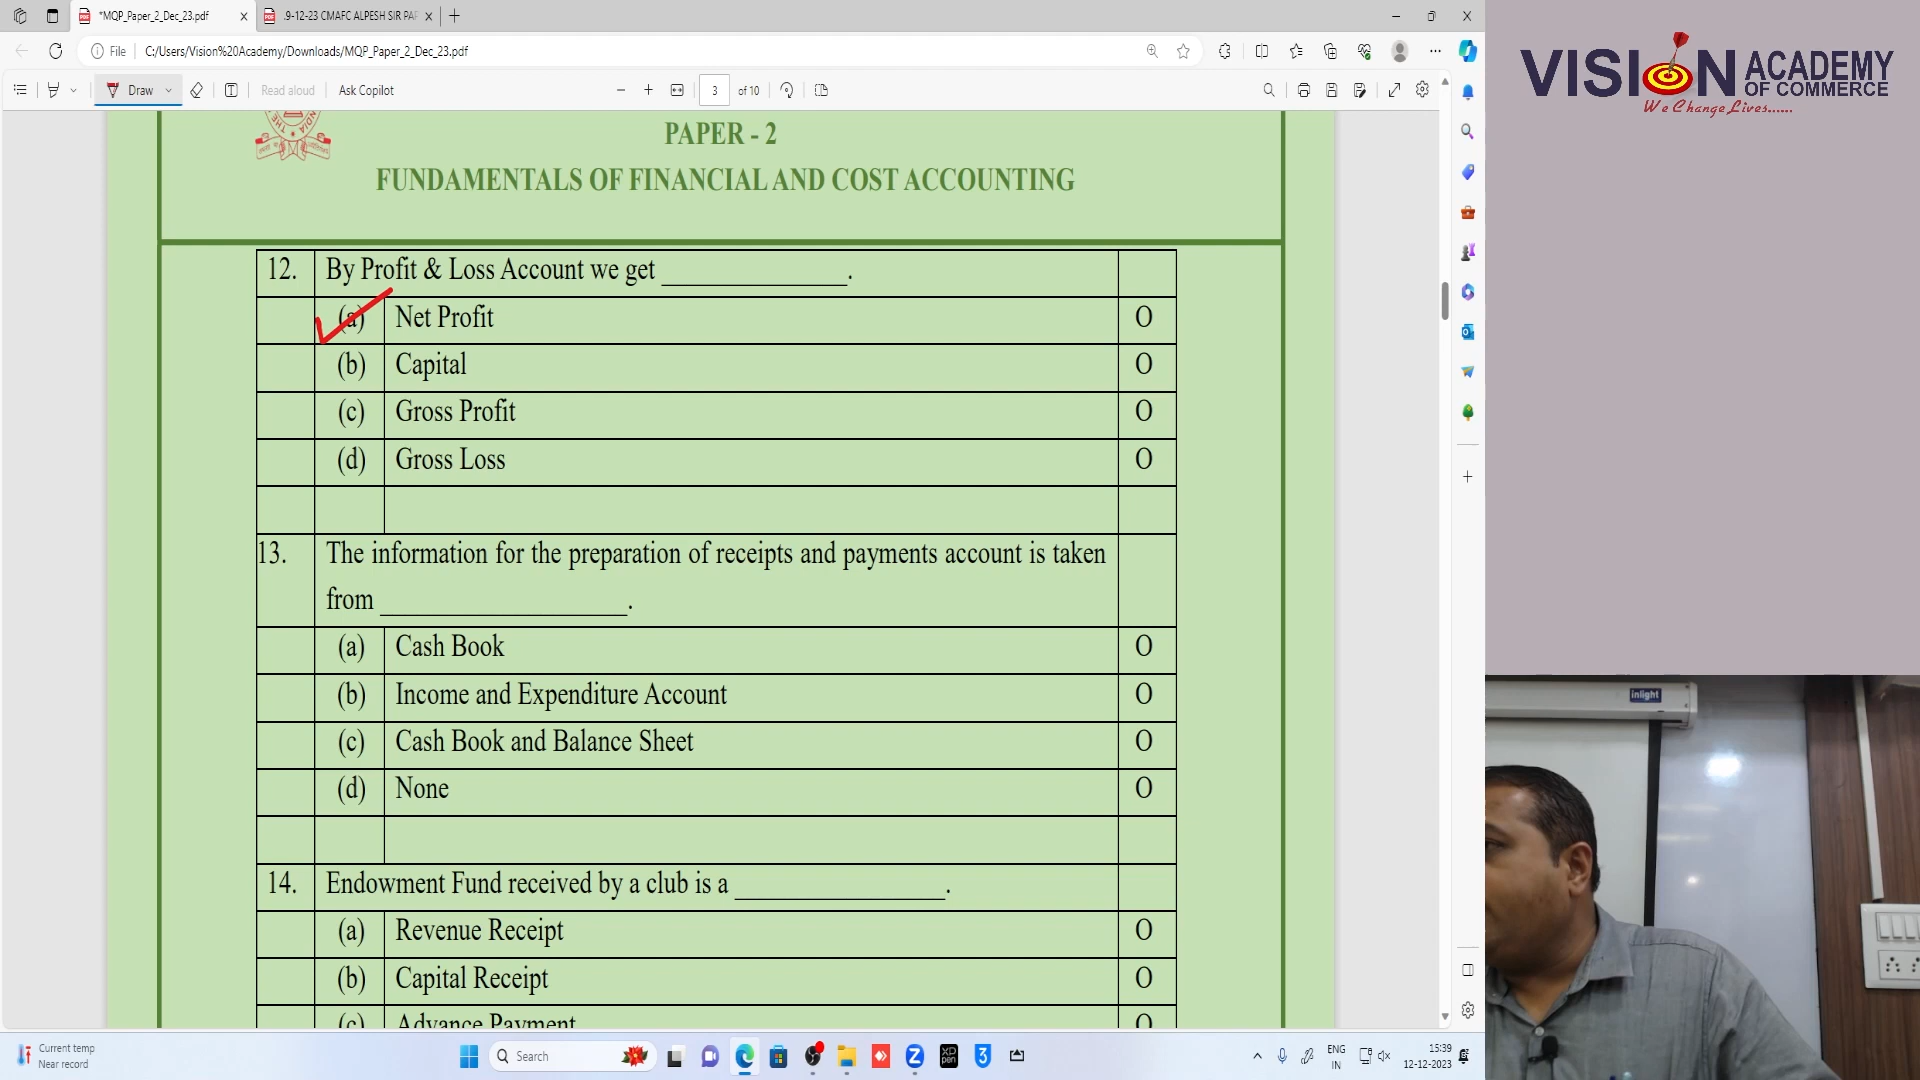 *MQP_Paper_2_Dec_23.pdf
.9-12-23 CMAFC ALPESH SIR PAP
File
C:/Users/Vision%20Academy/Downloads/MQP_Paper_2_Dec_23.pdf
Draw
Read aloud
Ask Copilot
3
of 10
VISION ACADEMY
OF COMMERCE
We Change Lives......
PAPER - 2
FUNDAMENTALS OF FINANCIAL AND COST ACCOUNTING
12. By Profit & Loss Account we get ______________.
(a) Net Profit O
(b) Capital O
(c) Gross Profit O
(d) Gross Loss O
13. The information for the preparation of receipts and payments account is taken
from ___________________.
(a) Cash Book O
(b) Income and Expenditure Account O
(c) Cash Book and Balance Sheet O
(d) None O
14. Endowment Fund received by a club is a ________________.
(a) Revenue Receipt O
(b) Capital Receipt O
(c) Advance Payment O
inlight
Current temp
Near record
Search
ENG
IN
15:39
12-12-2023